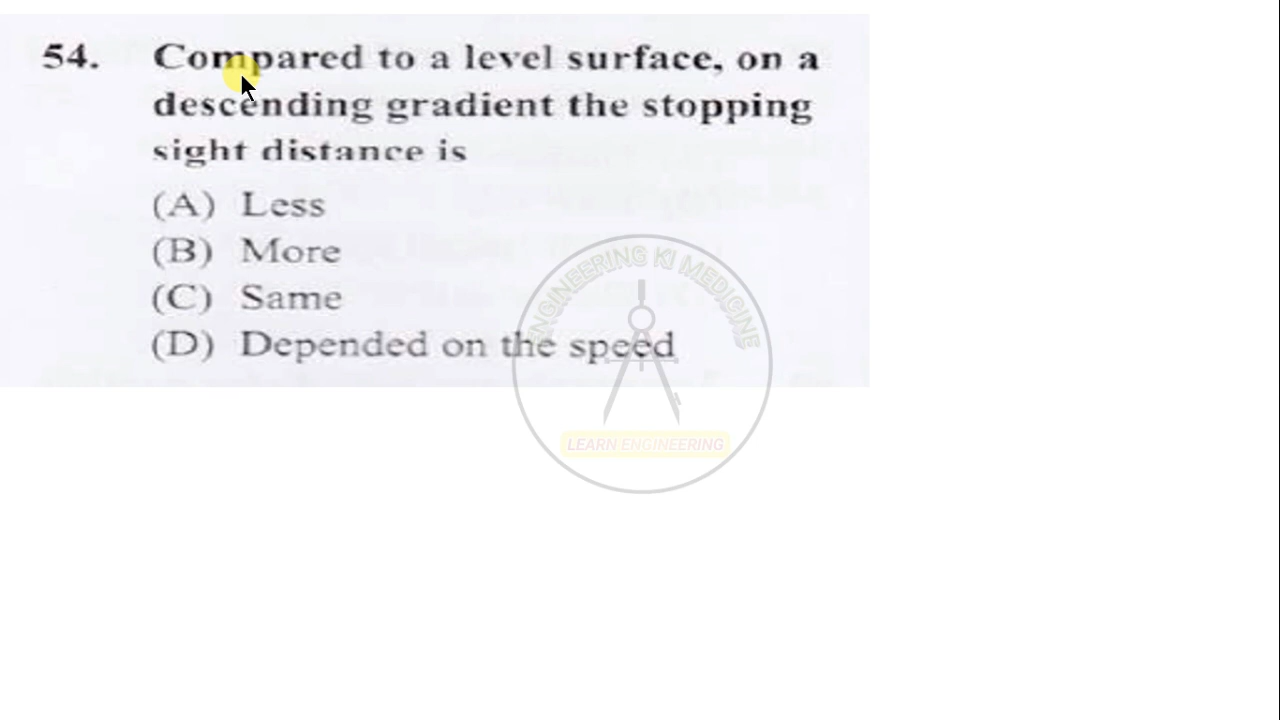 54. Compared to a level surface, on a
descending gradient the stopping
sight distance is
(A) Less
(B) More
(C) Same
(D) Depended on the speed
ENGINEERING KI MEDICINE
LEARN ENGINEERING